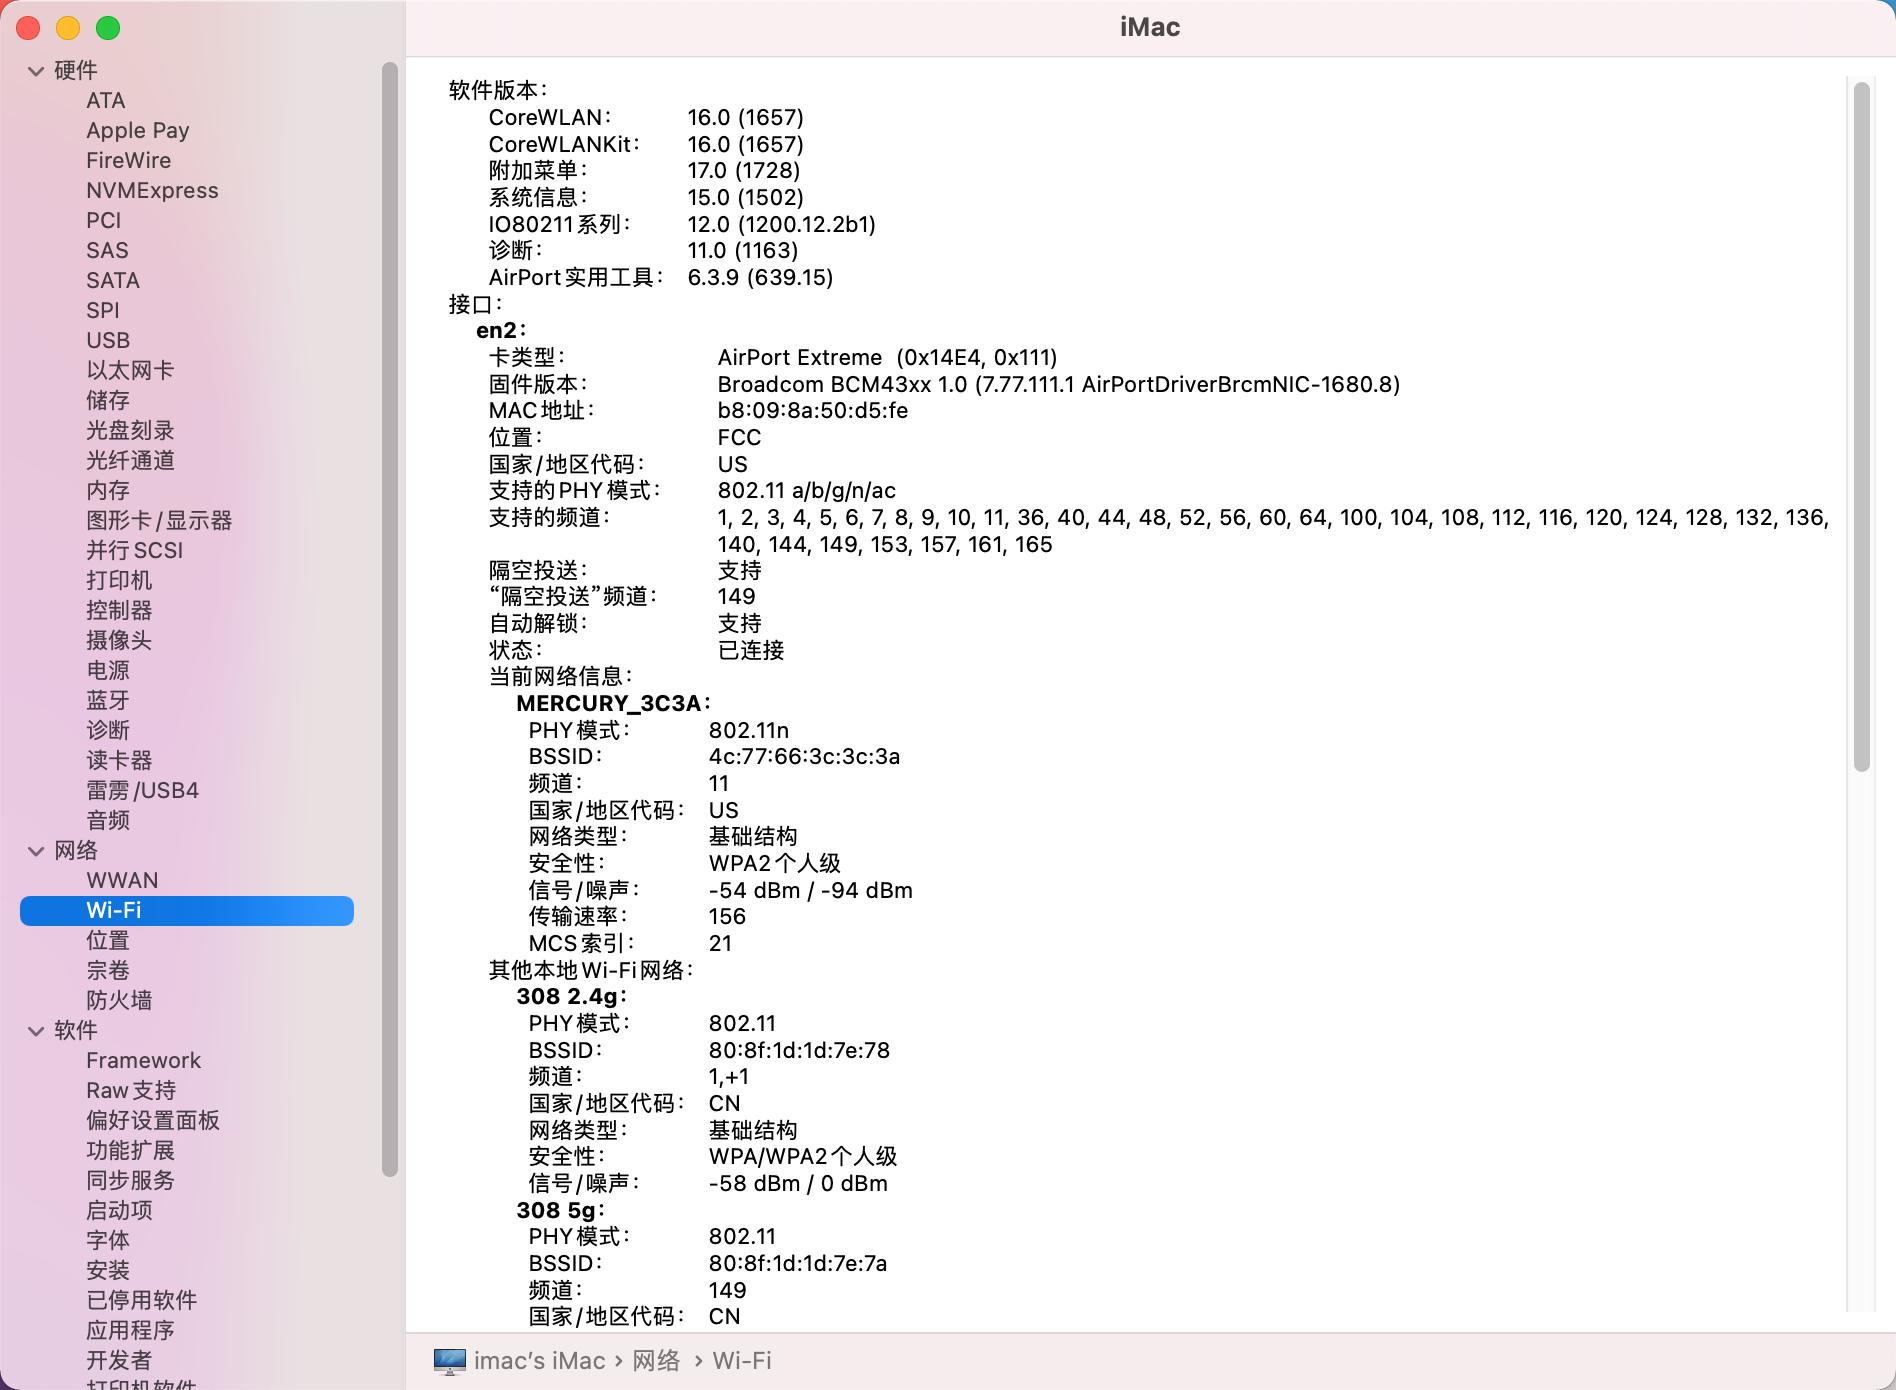 iMac
硬件
ATA
Apple Pay
FireWire
NVMExpress
PCI
SAS
SATA
SPI
USB
以太网卡
储存
光盘刻录
光纤通道
内存
图形卡/显示器
并行SCSI
打印机
控制器
摄像头
电源
蓝牙
诊断
读卡器
雷雳/USB4
音频
网络
WWAN
Wi-Fi
位置
宗卷
防火墙
软件
Framework
Raw支持
偏好设置面板
功能扩展
同步服务
启动项
字体
安装
已停用软件
应用程序
开发者
打印机软件
软件版本：
CoreWLAN： 16.0 (1657)
CoreWLANKit： 16.0 (1657)
附加菜单： 17.0 (1728)
系统信息： 15.0 (1502)
IO80211系列： 12.0 (1200.12.2b1)
诊断： 11.0 (1163)
AirPort实用工具： 6.3.9 (639.15)
接口：
en2：
卡类型： AirPort Extreme  (0x14E4, 0x111)
固件版本： Broadcom BCM43xx 1.0 (7.77.111.1 AirPortDriverBrcmNIC-1680.8)
MAC地址： b8:09:8a:50:d5:fe
位置： FCC
国家/地区代码： US
支持的PHY模式： 802.11 a/b/g/n/ac
支持的频道： 1, 2, 3, 4, 5, 6, 7, 8, 9, 10, 11, 36, 40, 44, 48, 52, 56, 60, 64, 100, 104, 108, 112, 116, 120, 124, 128, 132, 136,
140, 144, 149, 153, 157, 161, 165
隔空投送： 支持
“隔空投送”频道： 149
自动解锁： 支持
状态： 已连接
当前网络信息：
MERCURY_3C3A：
PHY模式： 802.11n
BSSID： 4c:77:66:3c:3c:3a
频道： 11
国家/地区代码： US
网络类型： 基础结构
安全性： WPA2个人级
信号/噪声： -54 dBm / -94 dBm
传输速率： 156
MCS索引： 21
其他本地Wi-Fi网络：
308 2.4g：
PHY模式： 802.11
BSSID： 80:8f:1d:1d:7e:78
频道： 1,+1
国家/地区代码： CN
网络类型： 基础结构
安全性： WPA/WPA2个人级
信号/噪声： -58 dBm / 0 dBm
308 5g：
PHY模式： 802.11
BSSID： 80:8f:1d:1d:7e:7a
频道： 149
国家/地区代码： CN
imac’s iMac › 网络 › Wi-Fi